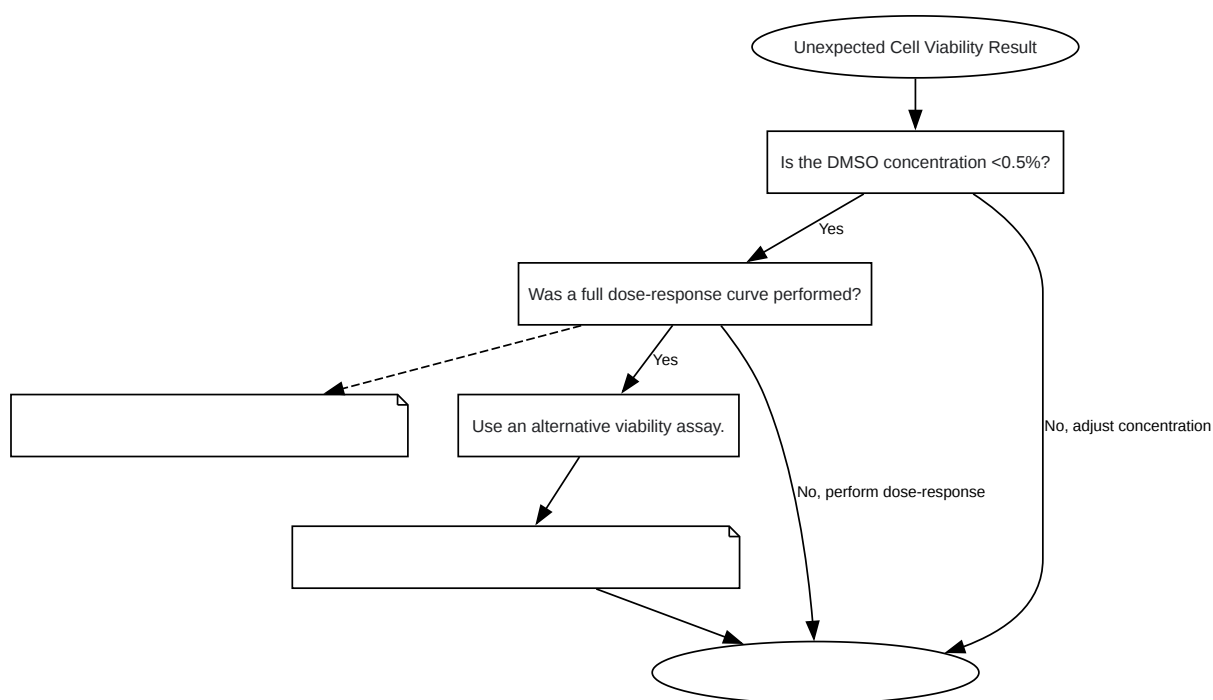 Unexpected Cell Viability Result
Is the DMSO concentration <0.5%?
Yes
Was a full dose-response curve performed?
Yes
Use an alternative viability assay.
No, adjust concentration
No, perform dose-response